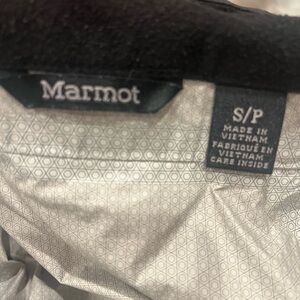 Marmot
S/P
MADE IN
VIETNAM
FABRIQUÉ EN
VIETNAM
CARE INSIDE